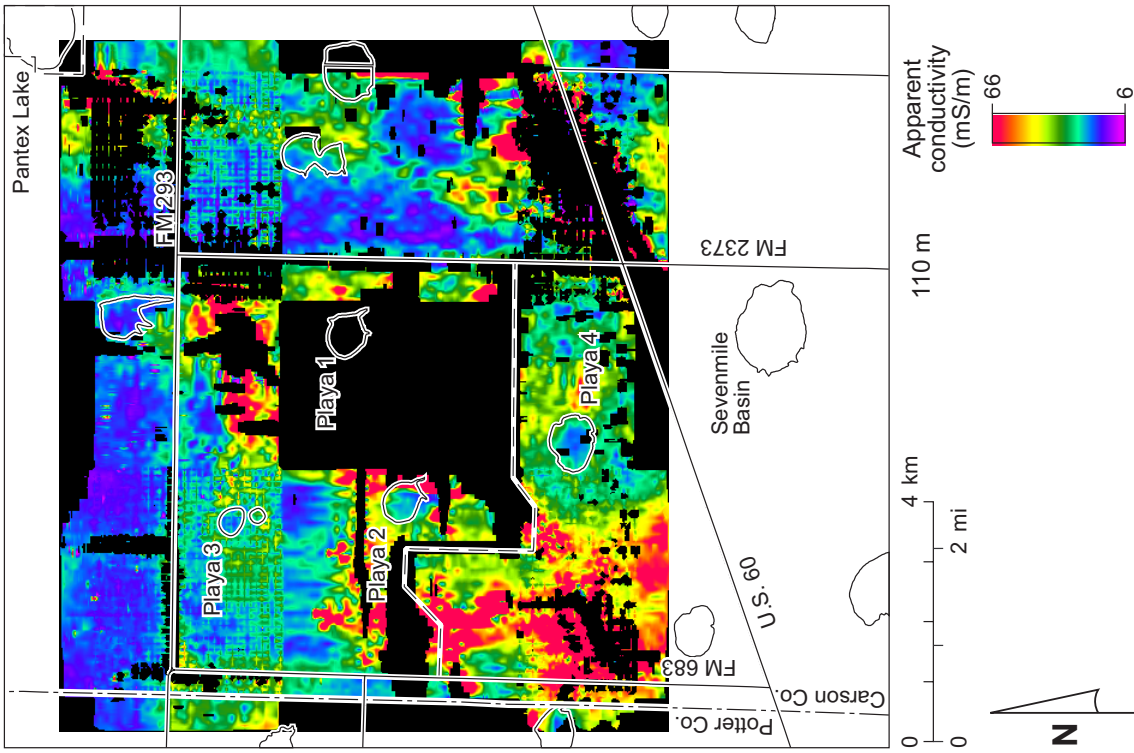 Pantex Lake
FM 293
Playa 3
Playa 1
Playa 2
Playa 4
FM 2373
Sevenmile
Basin
U.S. 60
FM 683
Potter Co.
Carson Co.
Apparent
conductivity
(mS/m)
66
6
110 m
0 4 km
0 2 mi
N